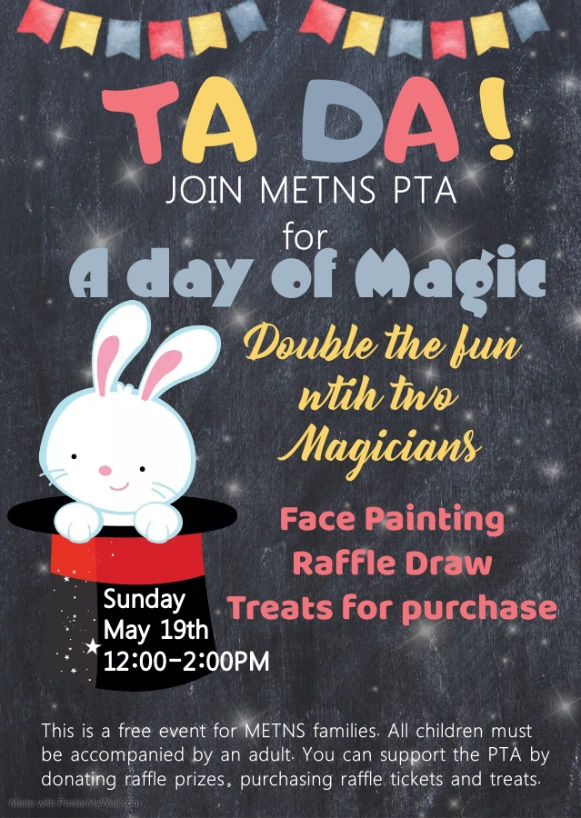 TA DA!
JOIN METNS PTA
for
A day of Magic
Double the fun
wtih two
Magicians
Face Painting
Raffle Draw
Treats for purchase
Sunday
May 19th
12:00-2:00PM
This is a free event for METNS families. All children must
be accompanied by an adult. You can support the PTA by
donating raffle prizes, purchasing raffle tickets and treats.
Made with PosterMyWall.com